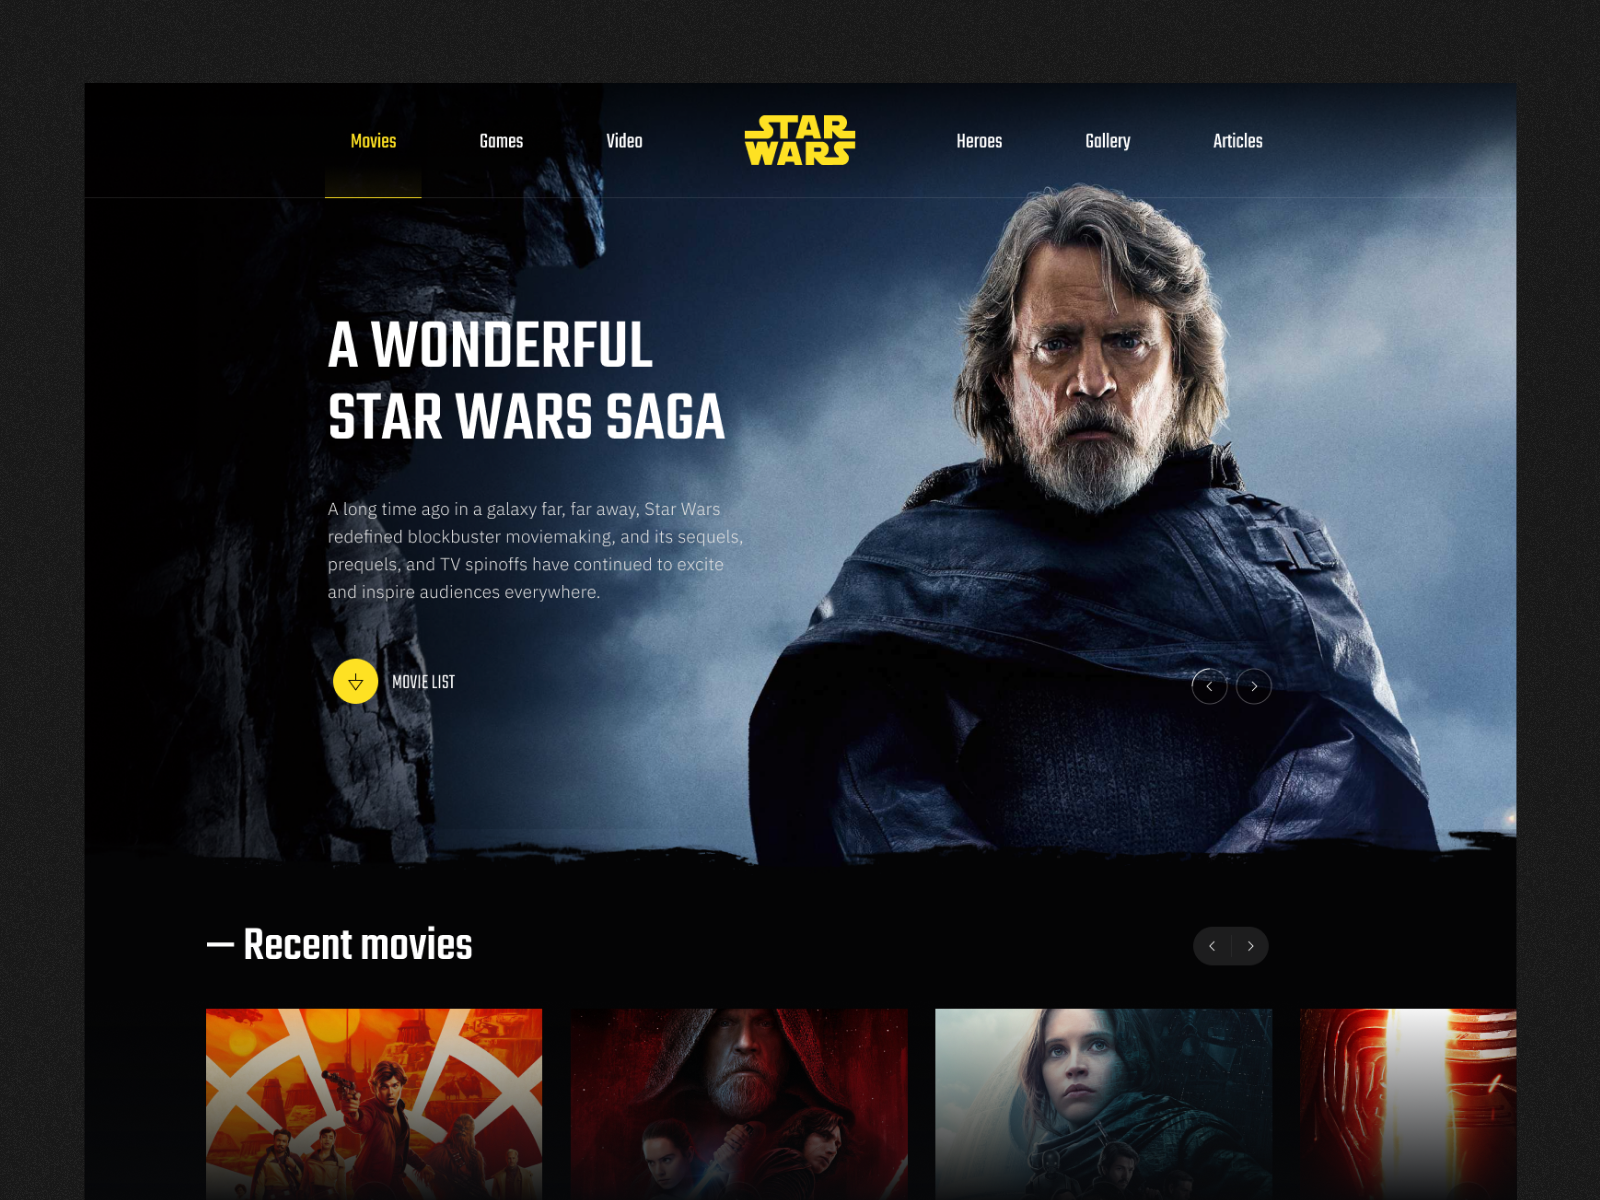 Movies
Games
Video
STAR
WARS
Heroes
Gallery
Articles
A WONDERFUL
STAR WARS SAGA
A long time ago in a galaxy far, far away, Star Wars
redefined blockbuster moviemaking, and its sequels,
prequels, and TV spinoffs have continued to excite
and inspire audiences everywhere.
MOVIE LIST
— Recent movies